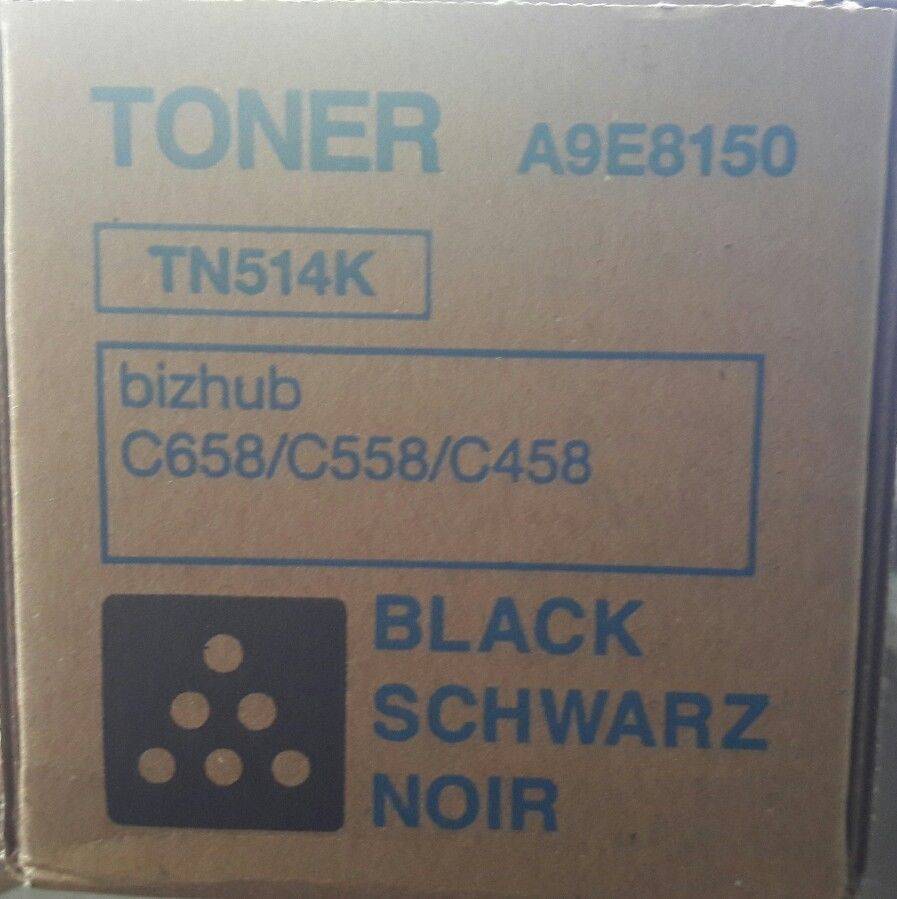 TONER A9E8150
TN514K
bizhub
C658/C558/C458
BLACK
SCHWARZ
NOIR